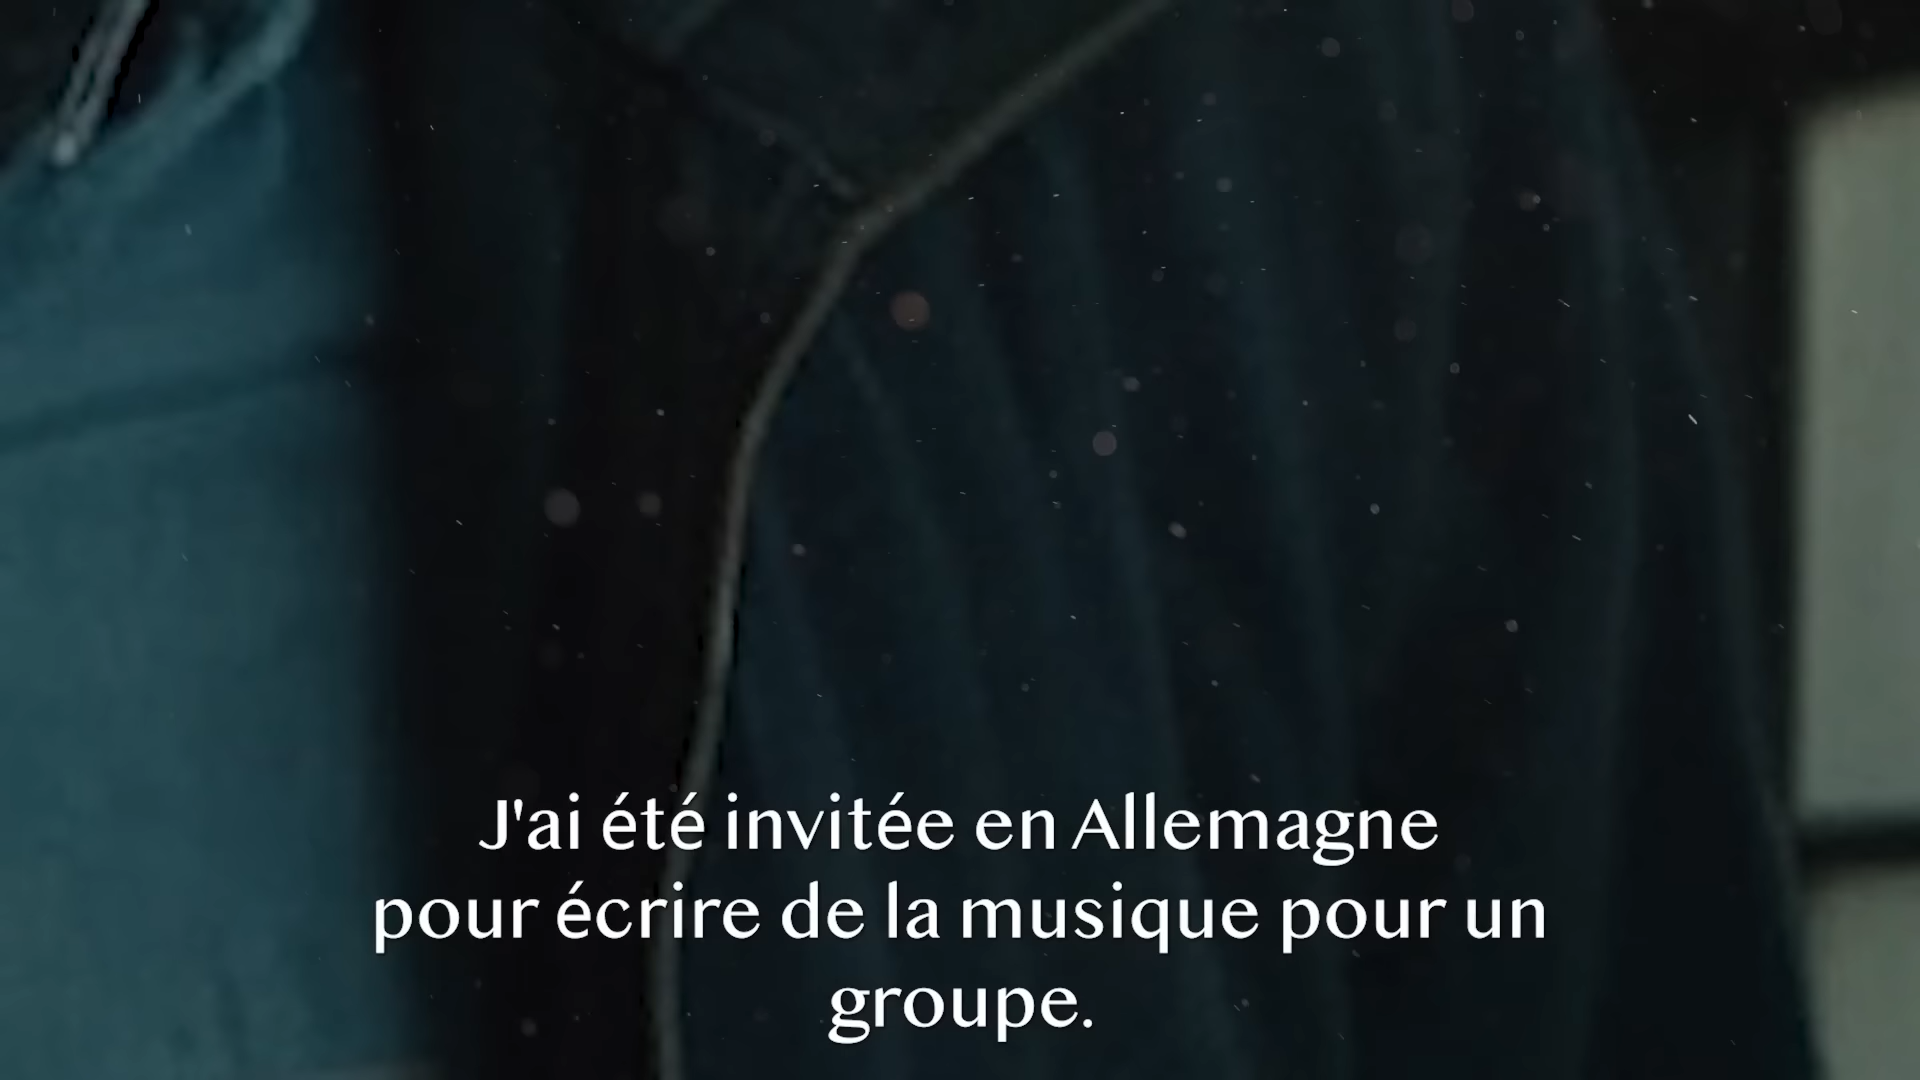 J'ai été invitée en Allemagne
pour écrire de la musique pour un
groupe.